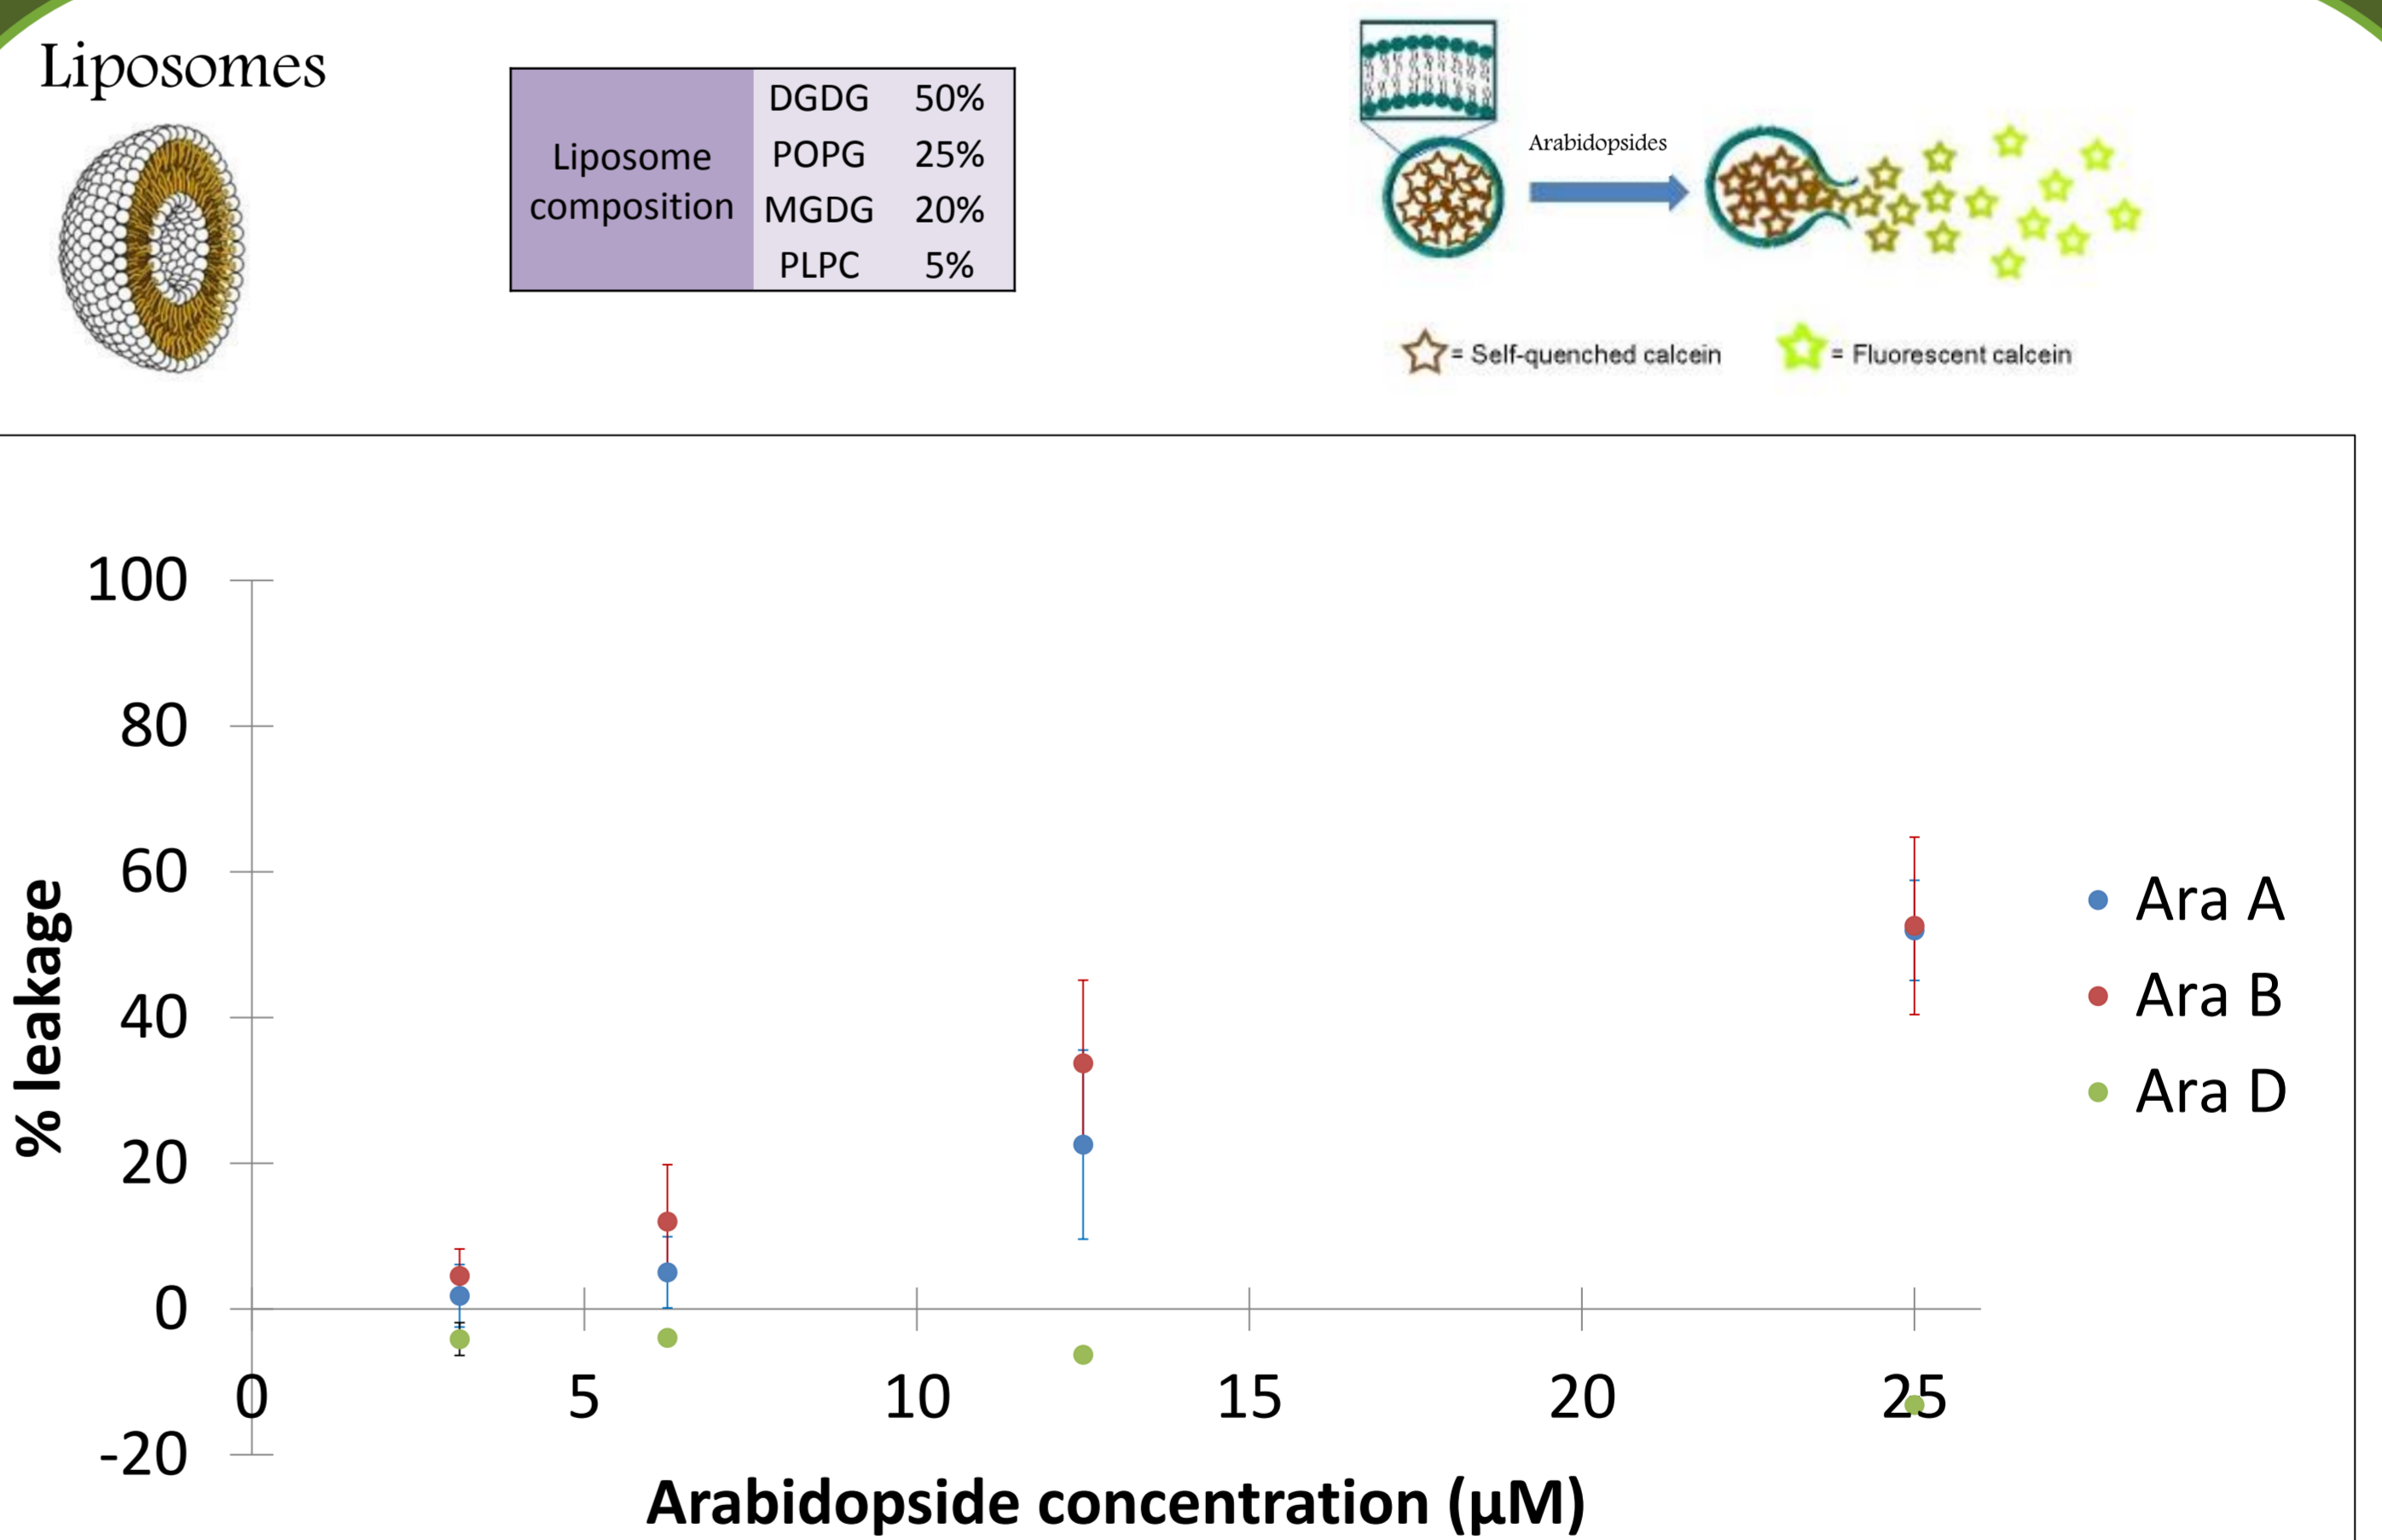 Liposomes
Liposome composition
DGDG 50%
POPG 25%
MGDG 20%
PLPC 5%
Arabidopsides
= Self-quenched calcein
= Fluorescent calcein
100
80
60
40
20
0
-20
% leakage
0 5 10 15 20 25
Arabidopside concentration (µM)
Ara A
Ara B
Ara D